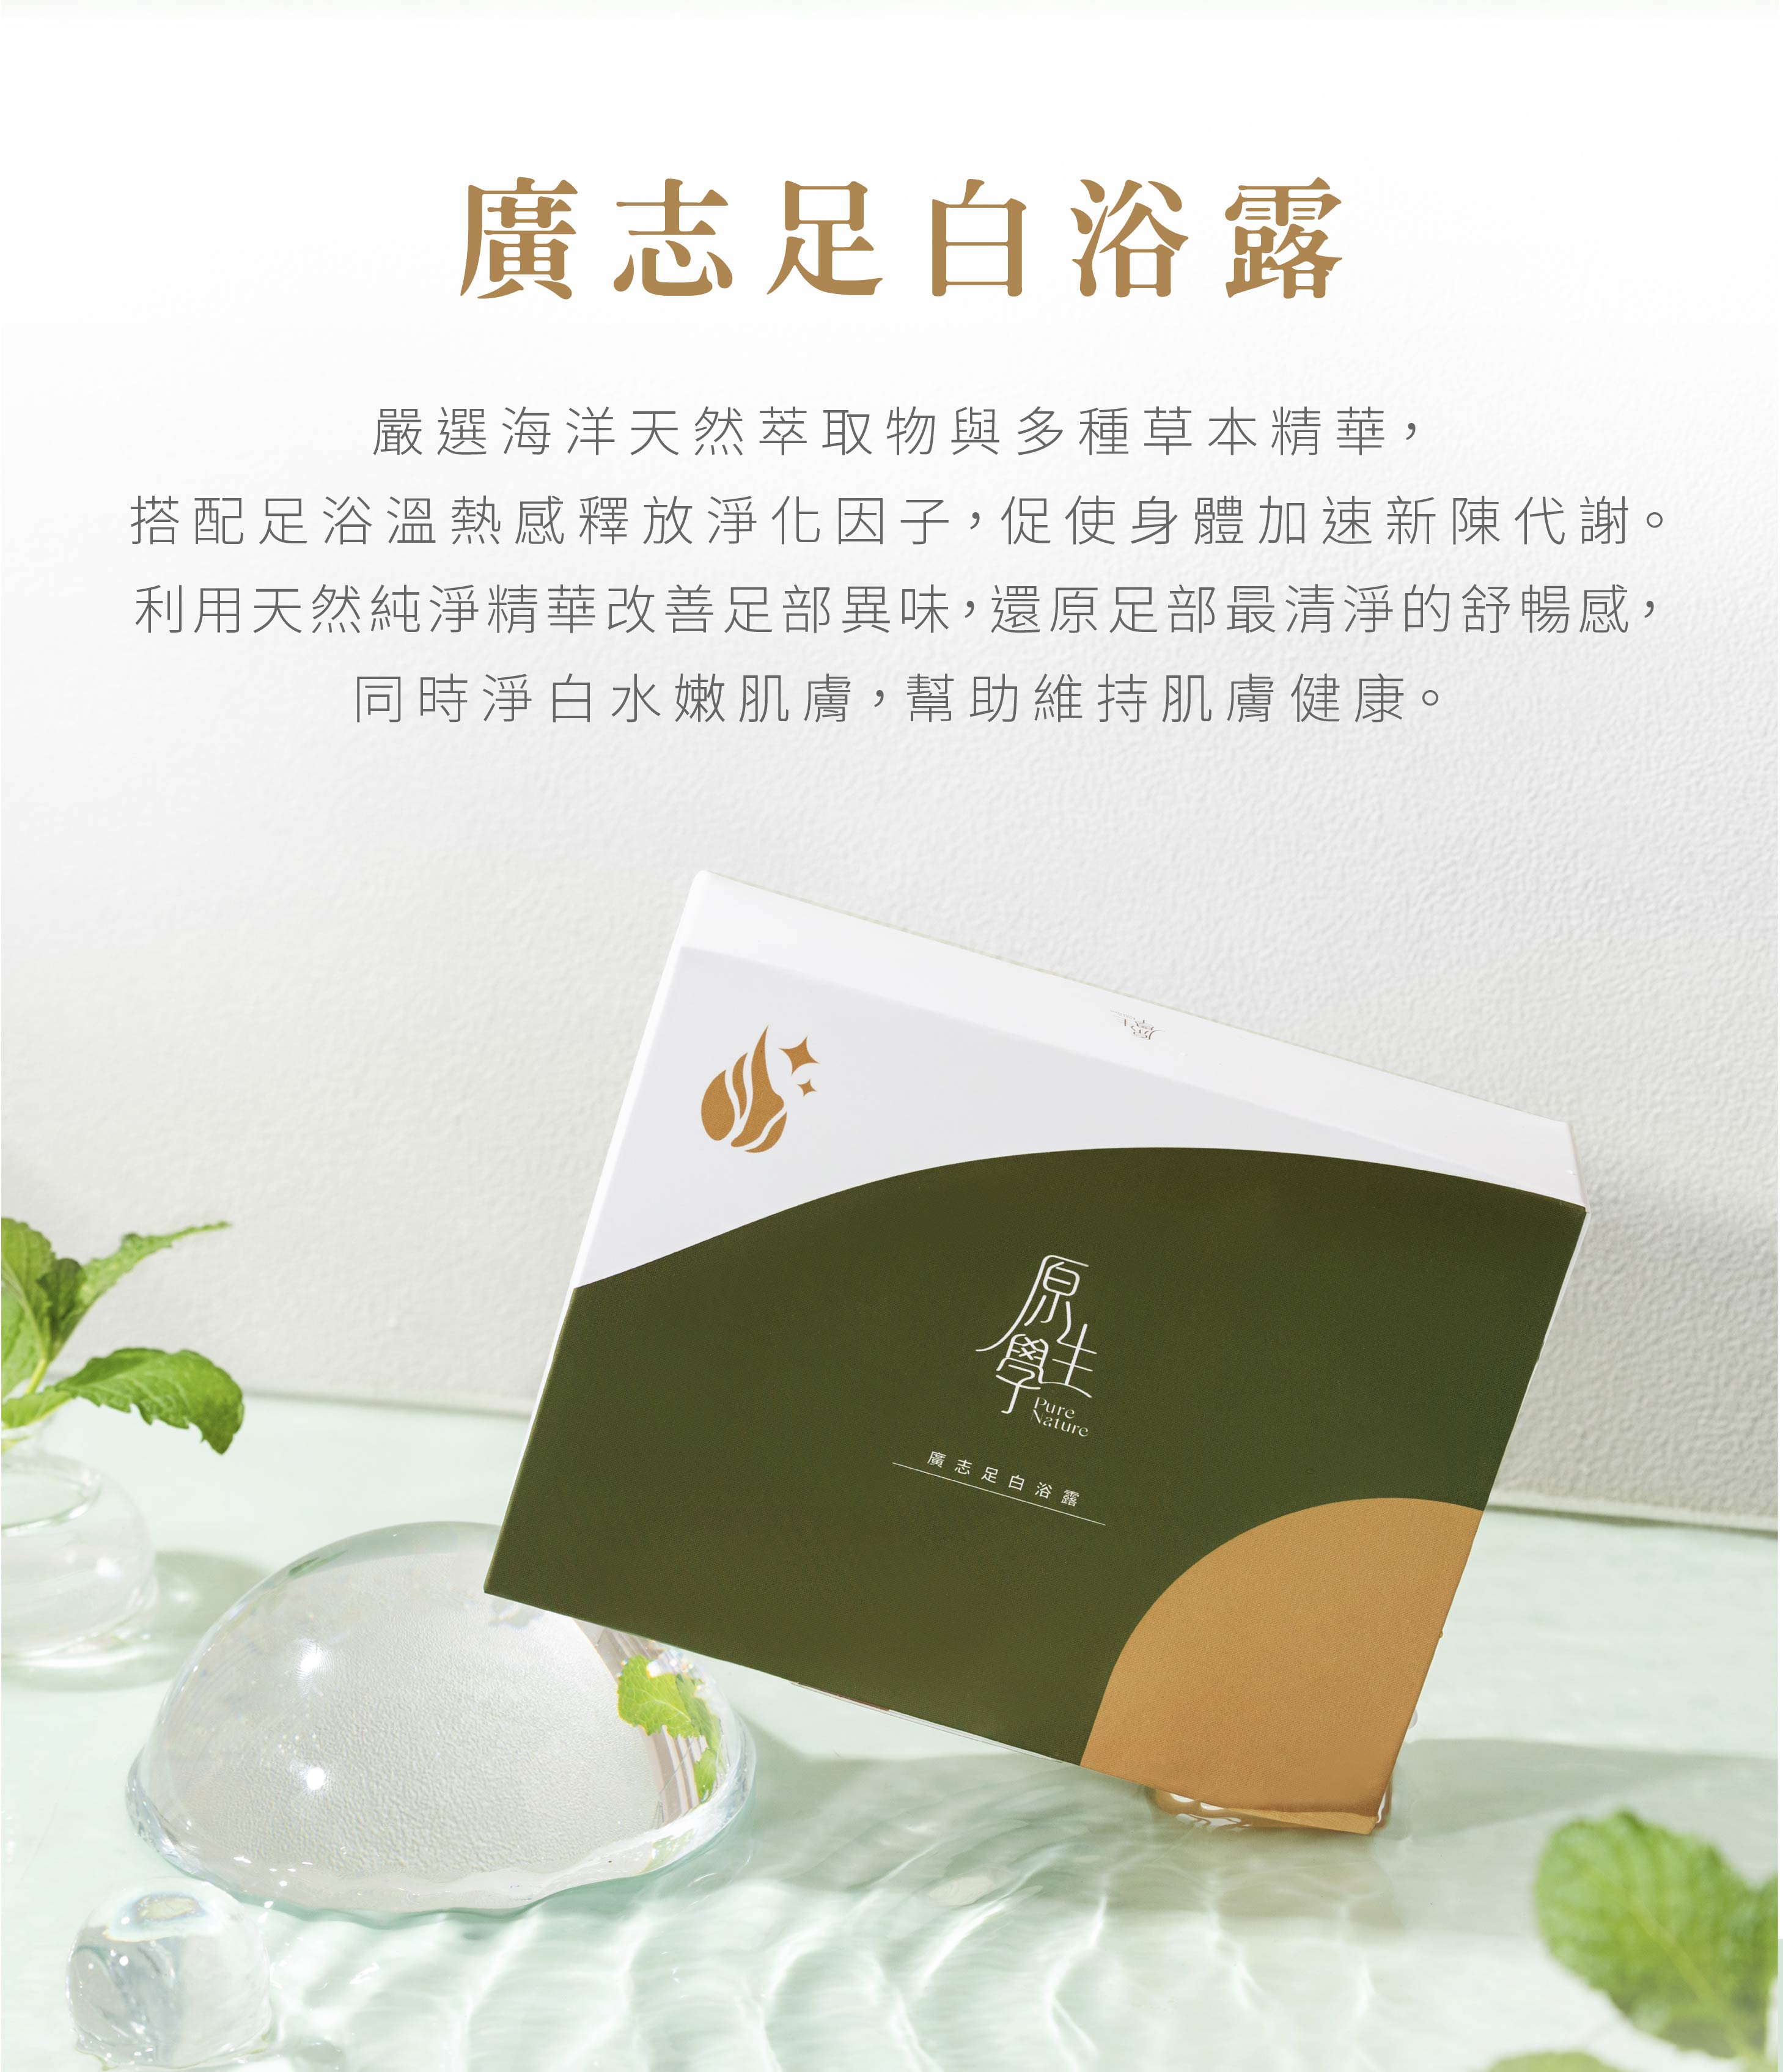 廣志足白浴露
嚴選海洋天然萃取物與多種草本精華，
搭配足浴溫熱感釋放淨化因子，促使身體加速新陳代謝。
利用天然純淨精華改善足部異味，還原足部最清淨的舒暢感，
同時淨白水嫩肌膚，幫助維持肌膚健康。
原生學
Pure
Nature
廣志足白浴露